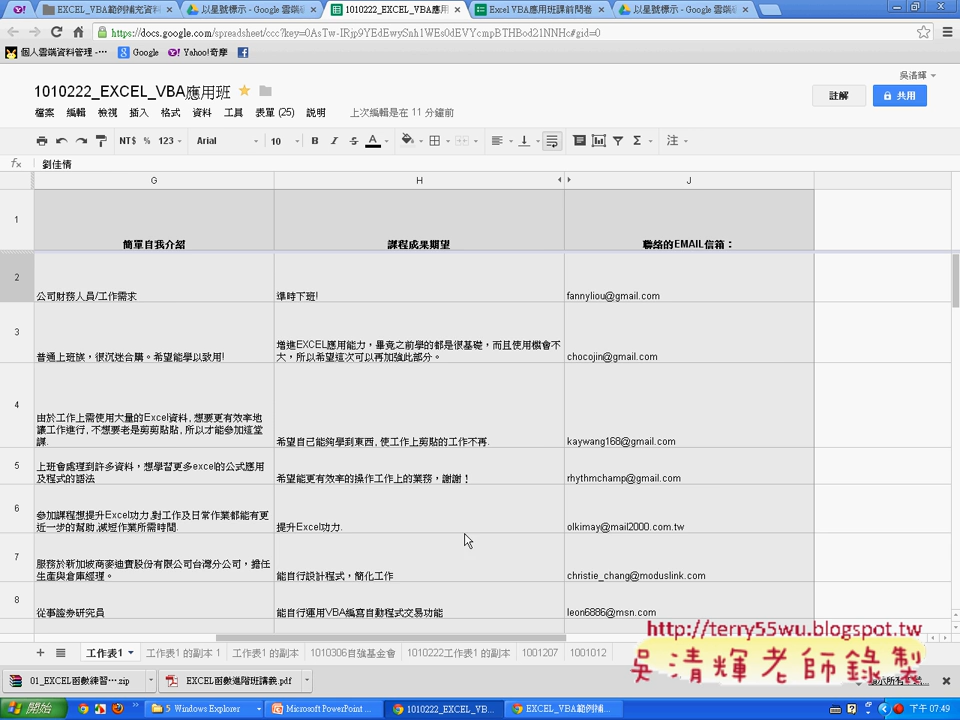 EXCEL_VBA範例補充資料
以星號標示 - Google 雲端
1010222_EXCEL_VBA應用
Excel VBA應用班課前問卷
以星號標示 - Google 雲端
https://docs.google.com/spreadsheet/ccc?key=0AsTw-IRjp9YEdEwySnh1WEs0dEVYcmpBTHBod21NNHc#gid=0
個人雲端資料管理 - ...
Google
Yahoo!奇摩
吳清輝
1010222_EXCEL_VBA應用班
註解
共用
檔案 編輯 檢視 插入 格式 資料 工具 表單 (25) 說明 上次編輯是在 11 分鐘前
NT$ % 123 Arial 10 B I S A Σ 注
fx 劉佳倩
G H J
1 簡單自我介紹 課程成果期望 聯絡的EMAIL信箱：
2 公司財務人員/工作需求 準時下班! fannyliou@gmail.com
3 普通上班族，很沉迷合購。希望能學以致用! 增進EXCEL應用能力，畢竟之前學的都是很基礎，而且使用機會不
大，所以希望這次可以再加強此部分。 chocojin@gmail.com
4 由於工作上需使用大量的Excel資料, 想要更有效率地
讓工作進行, 不想要老是剪剪貼貼, 所以才能參加這堂
課. 希望自己能夠學到東西, 使工作上剪貼的工作不再. kaywang168@gmail.com
5 上班會處理到許多資料，想學習更多excel的公式應用
及程式的語法 希望能更有效率的操作工作上的業務，謝謝！ rhythmchamp@gmail.com
6 參加課程想提升Excel功力,對工作及日常作業都能有更
近一步的幫助,減短作業所需時間. 提升Excel功力. olkimay@mail2000.com.tw
7 服務於新加坡商麥迪實股份有限公司台灣分公司，擔任
生產與倉庫經理。 能自行設計程式，簡化工作 christie_chang@moduslink.com
8 從事證券研究員 能自行運用VBA編寫自動程式交易功能 leon6886@msn.com
http://terry55wu.blogspot.tw
吳清輝老師錄製
工作表1 工作表1 的副本 1 工作表1 的副本 1010306自強基金會 1010222工作表1 的副本 1001207 1001012
01_EXCEL函數練習....zip
EXCEL函數進階班講義.pdf
開始
5 Windows Explorer
Microsoft PowerPoint ...
1010222_EXCEL_VB...
EXCEL_VBA範例補...
下午 07:49